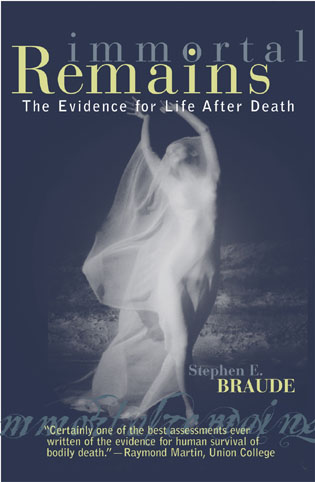 immortal
Remains
The Evidence for Life After Death
Stephen E.
BRAUDE
"Certainly one of the best assessments ever
written of the evidence for human survival of
bodily death."—Raymond Martin, Union College